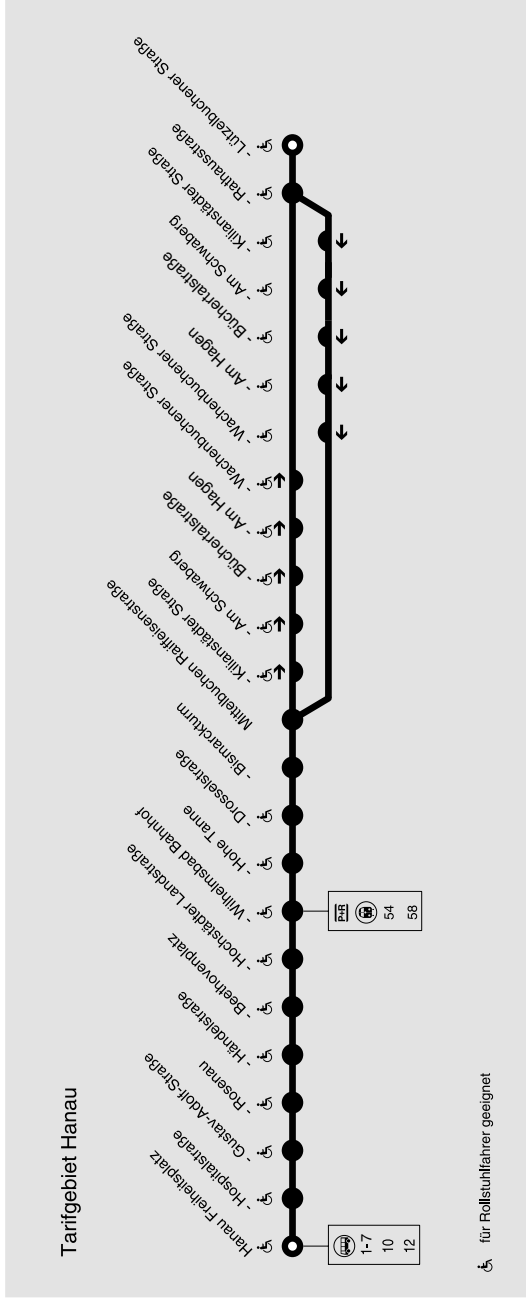 Tarifgebiet Hanau
Hanau Freiheitsplatz
- Hospitalstraße
- Gustav-Adolf-Straße
- Rosenau
- Händelstraße
- Beethovenplatz
- Hochstädter Landstraße
- Wilhelmsbad Bahnhof
- Hohe Tanne
- Drosselstraße
- Bismarckturm
Mittelbuchen Raiffeisenstraße
- Kilianstädter Straße
- Am Schwaberg
- Büchertalstraße
- Am Hagen
- Wachenbuchener Straße
- Wachenbuchener Straße
- Am Hagen
- Büchertalstraße
- Am Schwaberg
- Kilianstädter Straße
- Rathausstraße
- Lützelbuchener Straße
1-7
10
12
P+R
54
58
für Rollstuhlfahrer geeignet